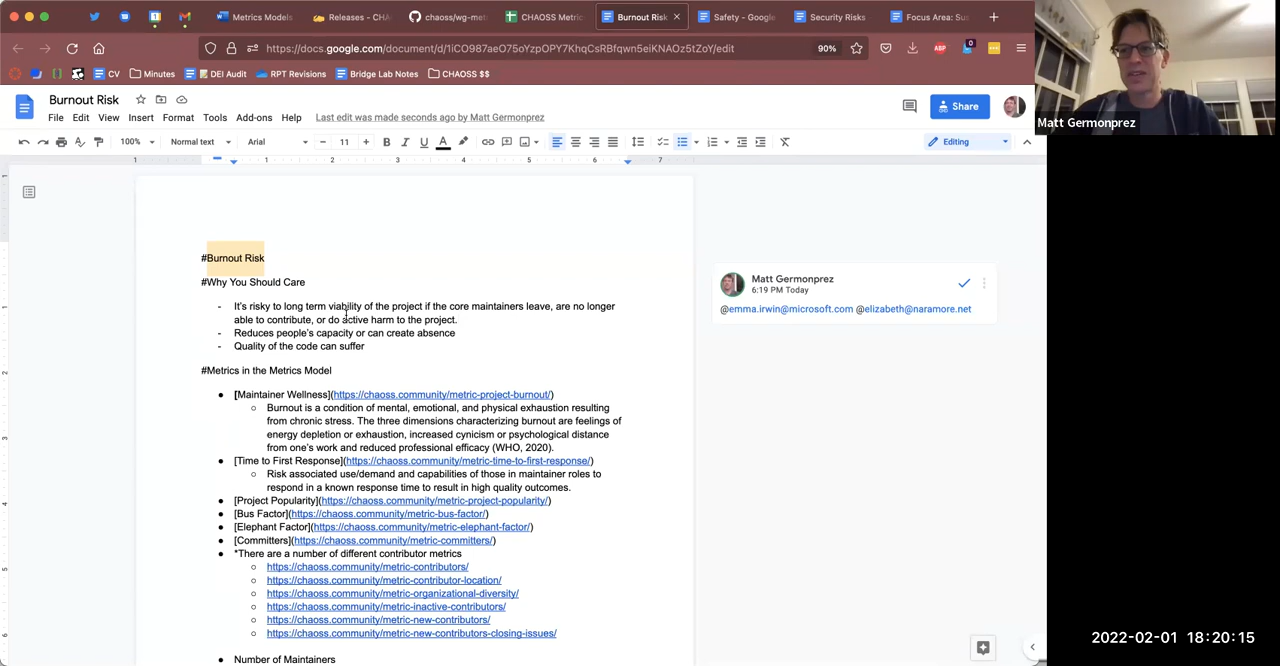 Metrics Models
Releases - CHA
chaoss/wg-met
CHAOSS Metric
Burnout Risk
Safety - Google
Security Risks
Focus Area: Sus
https://docs.google.com/document/d/1iCO987aeO75oYzpOPY7KhqCsRBfqwn5eiKNAOz5tZoY/edit
90%
ABP
0
CV
Minutes
DEI Audit
RPT Revisions
Bridge Lab Notes
CHAOSS $$
Matt Germonprez
Burnout Risk
File Edit View Insert Format Tools Add-ons Help Last edit was made seconds ago by Matt Germonprez
Share
100% Normal text Arial 11 B I U A Editing
1 1 2 3 4 5 6 7
#Burnout Risk
#Why You Should Care
- It's risky to long term viability of the project if the core maintainers leave, are no longer
able to contribute, or do active harm to the project.
- Reduces people's capacity or can create absence
- Quality of the code can suffer
#Metrics in the Metrics Model
● [Maintainer Wellness](https://chaoss.community/metric-project-burnout/)
○ Burnout is a condition of mental, emotional, and physical exhaustion resulting
from chronic stress. The three dimensions characterizing burnout are feelings of
energy depletion or exhaustion, increased cynicism or psychological distance
from one's work and reduced professional efficacy (WHO, 2020).
● [Time to First Response](https://chaoss.community/metric-time-to-first-response/)
○ Risk associated use/demand and capabilities of those in maintainer roles to
respond in a known response time to result in high quality outcomes.
● [Project Popularity](https://chaoss.community/metric-project-popularity/)
● [Bus Factor](https://chaoss.community/metric-bus-factor/)
● [Elephant Factor](https://chaoss.community/metric-elephant-factor/)
● [Committers](https://chaoss.community/metric-committers/)
● *There are a number of different contributor metrics
○ https://chaoss.community/metric-contributors/
○ https://chaoss.community/metric-contributor-location/
○ https://chaoss.community/metric-organizational-diversity/
○ https://chaoss.community/metric-inactive-contributors/
○ https://chaoss.community/metric-new-contributors/
○ https://chaoss.community/metric-new-contributors-closing-issues/
● Number of Maintainers
Matt Germonprez
6:19 PM Today
@emma.irwin@microsoft.com @elizabeth@naramore.net
2022-02-01 18:20:15